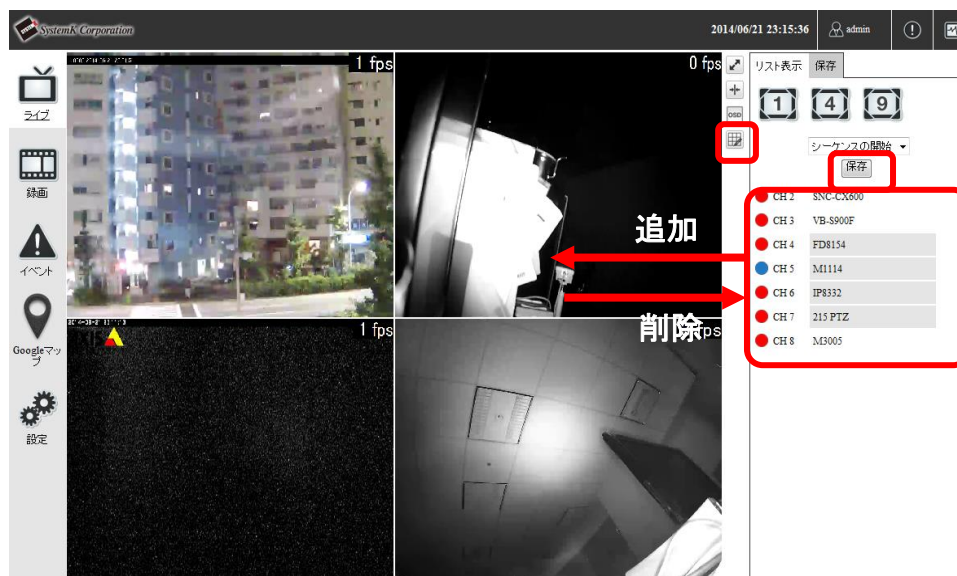 SystemK Corporation
2014/06/21 23:15:36
admin
ライブ
録画
イベント
Googleマッ
プ
設定
1 fps
0 fps
1 fps
fps
OSD
リスト表示 保存
1 4 9
シーケンスの開始
保存
CH 2 SNC-CX600
CH 3 VB-S900F
CH 4 FD8154
CH 5 M1114
CH 6 IP8332
CH 7 215 PTZ
CH 8 M3005
追加
削除